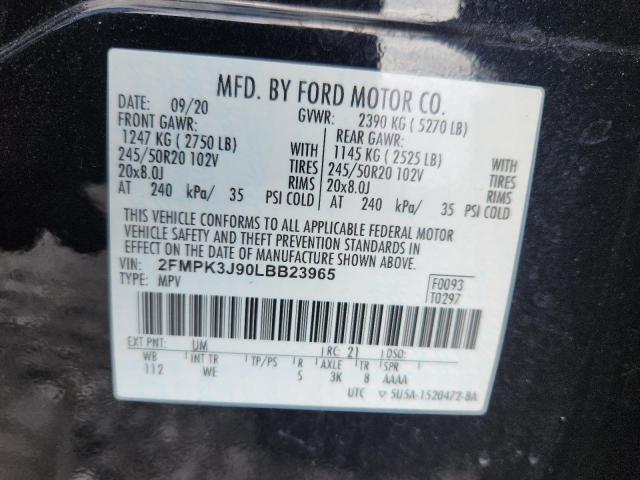 MFD. BY FORD MOTOR CO.
DATE: 09/20 GVWR: 2390 KG ( 5270 LB)
FRONT GAWR: REAR GAWR:
1247 KG ( 2750 LB) WITH 1145 KG ( 2525 LB) WITH
245/50R20 102V TIRES 245/50R20 102V TIRES
20x8.0J RIMS 20x8.0J RIMS
AT 240 kPa/ 35 PSI COLD AT 240 kPa/ 35 PSI COLD
THIS VEHICLE CONFORMS TO ALL APPLICABLE FEDERAL MOTOR
VEHICLE SAFETY AND THEFT PREVENTION STANDARDS IN
EFFECT ON THE DATE OF MANUFACTURE SHOWN ABOVE.
VIN: 2FMPK3J90LBB23965 F0093
TYPE: MPV T0297
EXT PNT: UM RC: 21 DSO:
WB INT TR TP/PS R AXLE TR SPR
112 WE S 3K 8 AAAA
UTC ▽ 5U5A-1520472-BA